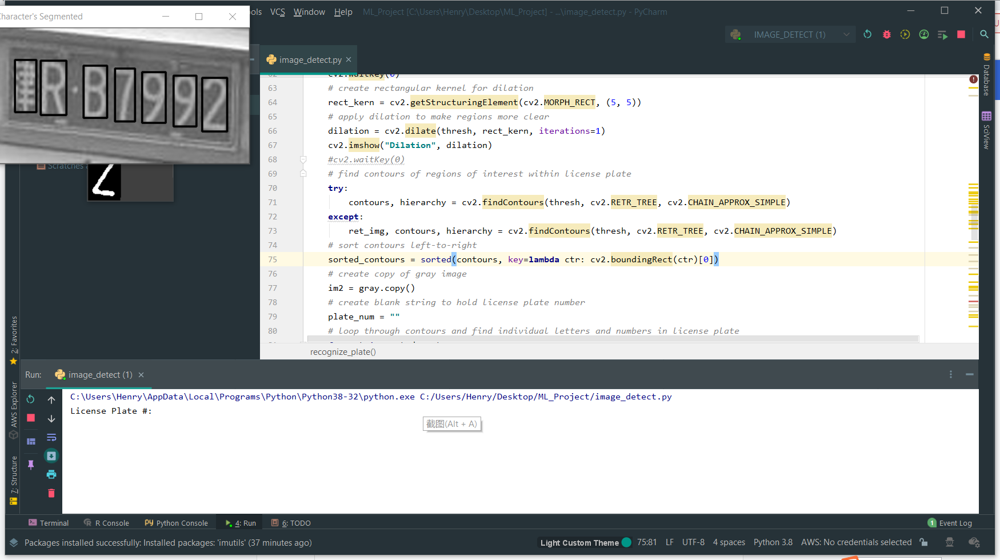 Character's Segmented
R·B7992
ols VCS Window Help ML_Project [C:\Users\Henry\Desktop\ML_Project] - ...\image_detect.py - PyCharm
IMAGE_DETECT (1)
image_detect.py
62 cv2.waitKey(0)
63 # create rectangular kernel for dilation
64 rect_kern = cv2.getStructuringElement(cv2.MORPH_RECT, (5, 5))
65 # apply dilation to make regions more clear
66 dilation = cv2.dilate(thresh, rect_kern, iterations=1)
67 cv2.imshow("Dilation", dilation)
68 #cv2.waitKey(0)
69 # find contours of regions of interest within license plate
70 try:
71 contours, hierarchy = cv2.findContours(thresh, cv2.RETR_TREE, cv2.CHAIN_APPROX_SIMPLE)
72 except:
73 ret_img, contours, hierarchy = cv2.findContours(thresh, cv2.RETR_TREE, cv2.CHAIN_APPROX_SIMPLE)
74 # sort contours left-to-right
75 sorted_contours = sorted(contours, key=lambda ctr: cv2.boundingRect(ctr)[0])
76 # create copy of gray image
77 im2 = gray.copy()
78 # create blank string to hold license plate number
79 plate_num = ""
80 # loop through contours and find individual letters and numbers in license plate
recognize_plate()
Scratches
Database
SciView
2: Favorites
AWS Explorer
7: Structure
Run: image_detect (1)
C:\Users\Henry\AppData\Local\Programs\Python\Python38-32\python.exe C:/Users/Henry/Desktop/ML_Project/image_detect.py
License Plate #:
截图(Alt + A)
Terminal R Console Python Console 4: Run 6: TODO 1 Event Log
Packages installed successfully: Installed packages: 'imutils' (37 minutes ago) Light Custom Theme 75:81 LF UTF-8 4 spaces Python 3.8 AWS: No credentials selected